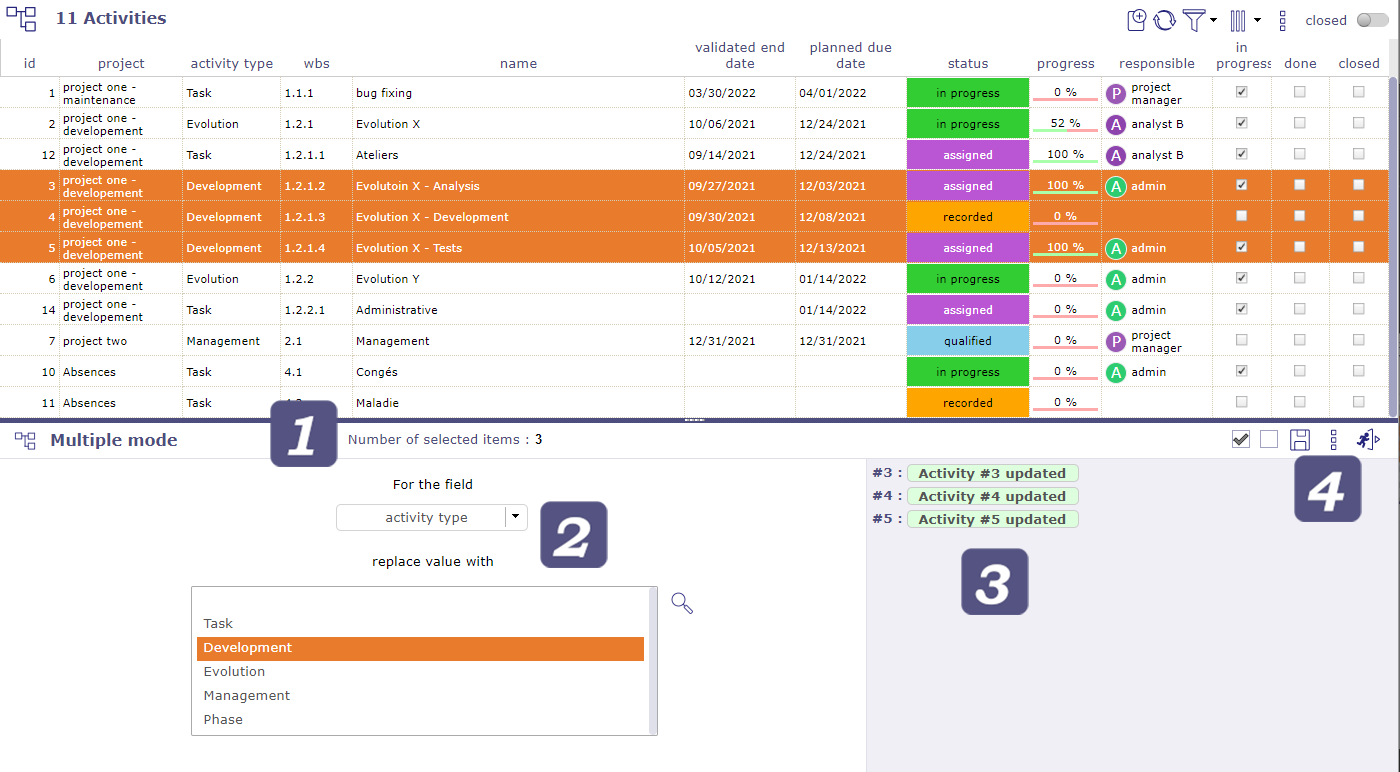 11 Activities
closed
id project activity type wbs name validated end date planned due date status progress responsible in progress done closed
1 project one - maintenance Task 1.1.1 bug fixing 03/30/2022 04/01/2022 in progress 0 % P project manager
2 project one - developement Evolution 1.2.1 Evolution X 10/06/2021 12/24/2021 in progress 52 % A analyst B
12 project one - developement Task 1.2.1.1 Ateliers 09/14/2021 12/24/2021 assigned 100 % A analyst B
3 project one - developement Development 1.2.1.2 Evolutoin X - Analysis 09/27/2021 12/03/2021 assigned 100 % A admin
4 project one - developement Development 1.2.1.3 Evolution X - Development 09/30/2021 12/08/2021 recorded 0 %
5 project one - developement Development 1.2.1.4 Evolution X - Tests 10/05/2021 12/13/2021 assigned 100 % A admin
6 project one - developement Evolution 1.2.2 Evolution Y 10/12/2021 01/14/2022 in progress 0 % A admin
14 project one - developement Task 1.2.2.1 Administrative 01/14/2022 assigned 0 % A admin
7 project two Management 2.1 Management 12/31/2021 12/31/2021 qualified 0 % P project manager
10 Absences Task 4.1 Congés in progress 0 % A admin
11 Absences Task Maladie recorded 0 %
Multiple mode 1 Number of selected items : 3
For the field
activity type
2
replace value with
Task
Development
Evolution
Management
Phase
#3 : Activity #3 updated
#4 : Activity #4 updated
#5 : Activity #5 updated
3
4